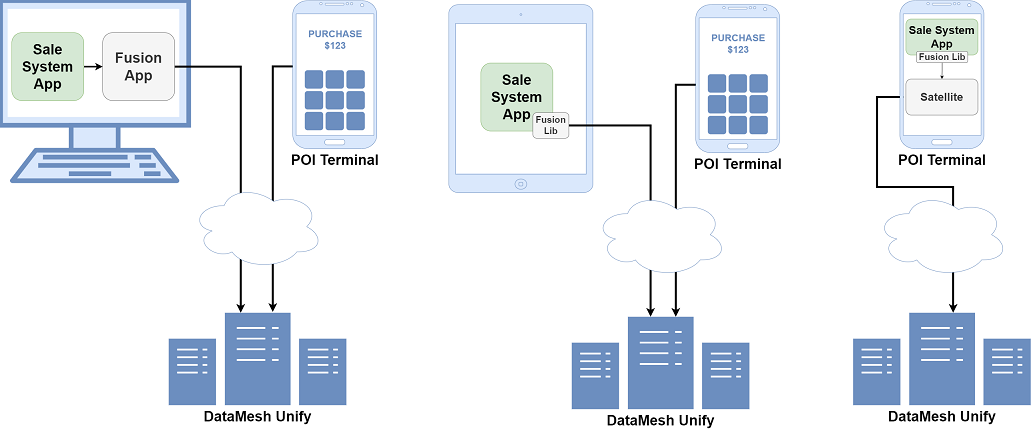 Sale
System
App
Fusion
App
PURCHASE
$123
POI Terminal
DataMesh Unify
Sale
System
App
Fusion
Lib
PURCHASE
$123
POI Terminal
DataMesh Unify
Sale System
App
Fusion Lib
Satellite
POI Terminal
DataMesh Unify